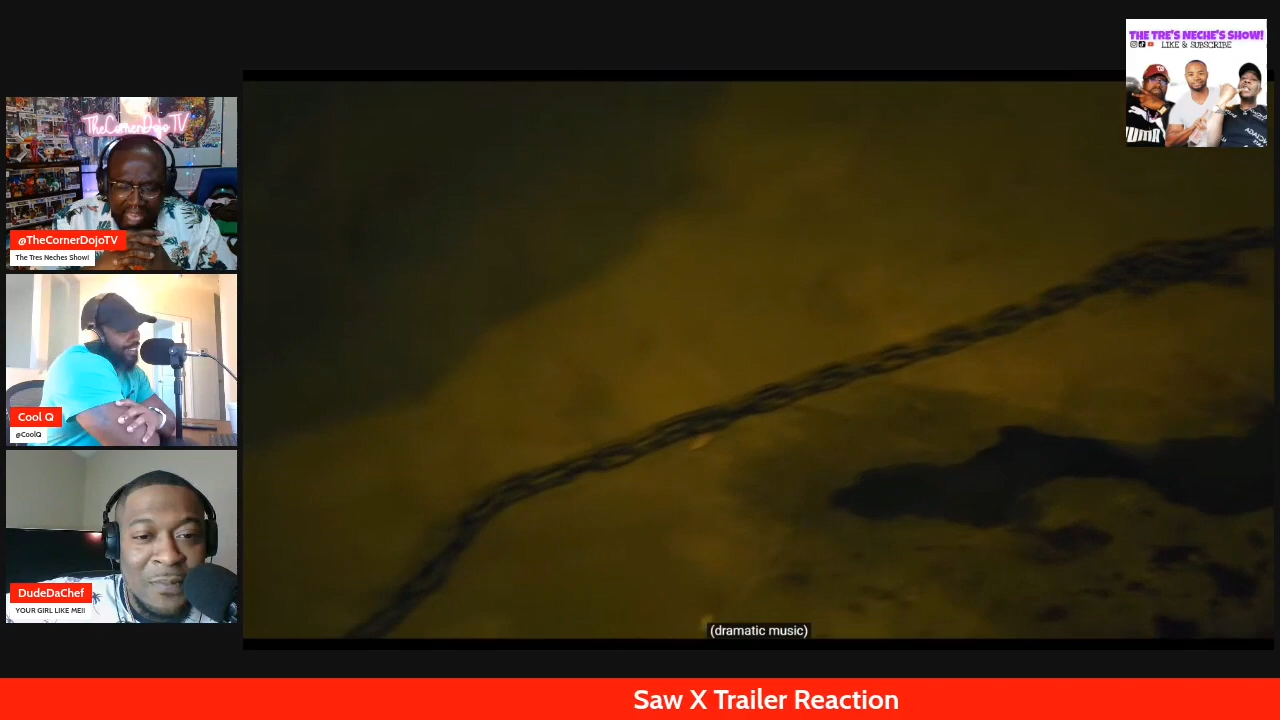 THE TRE'S NECHE'S SHOW!
LIKE & SUBSCRIBE
PUMA
TheCornerDojoTV
@TheCornerDojoTV
The Tres Neches Show!
Cool Q
@CoolQ
DudeDaChef
YOUR GIRL LIKE ME!!
(dramatic music)
Saw X Trailer Reaction